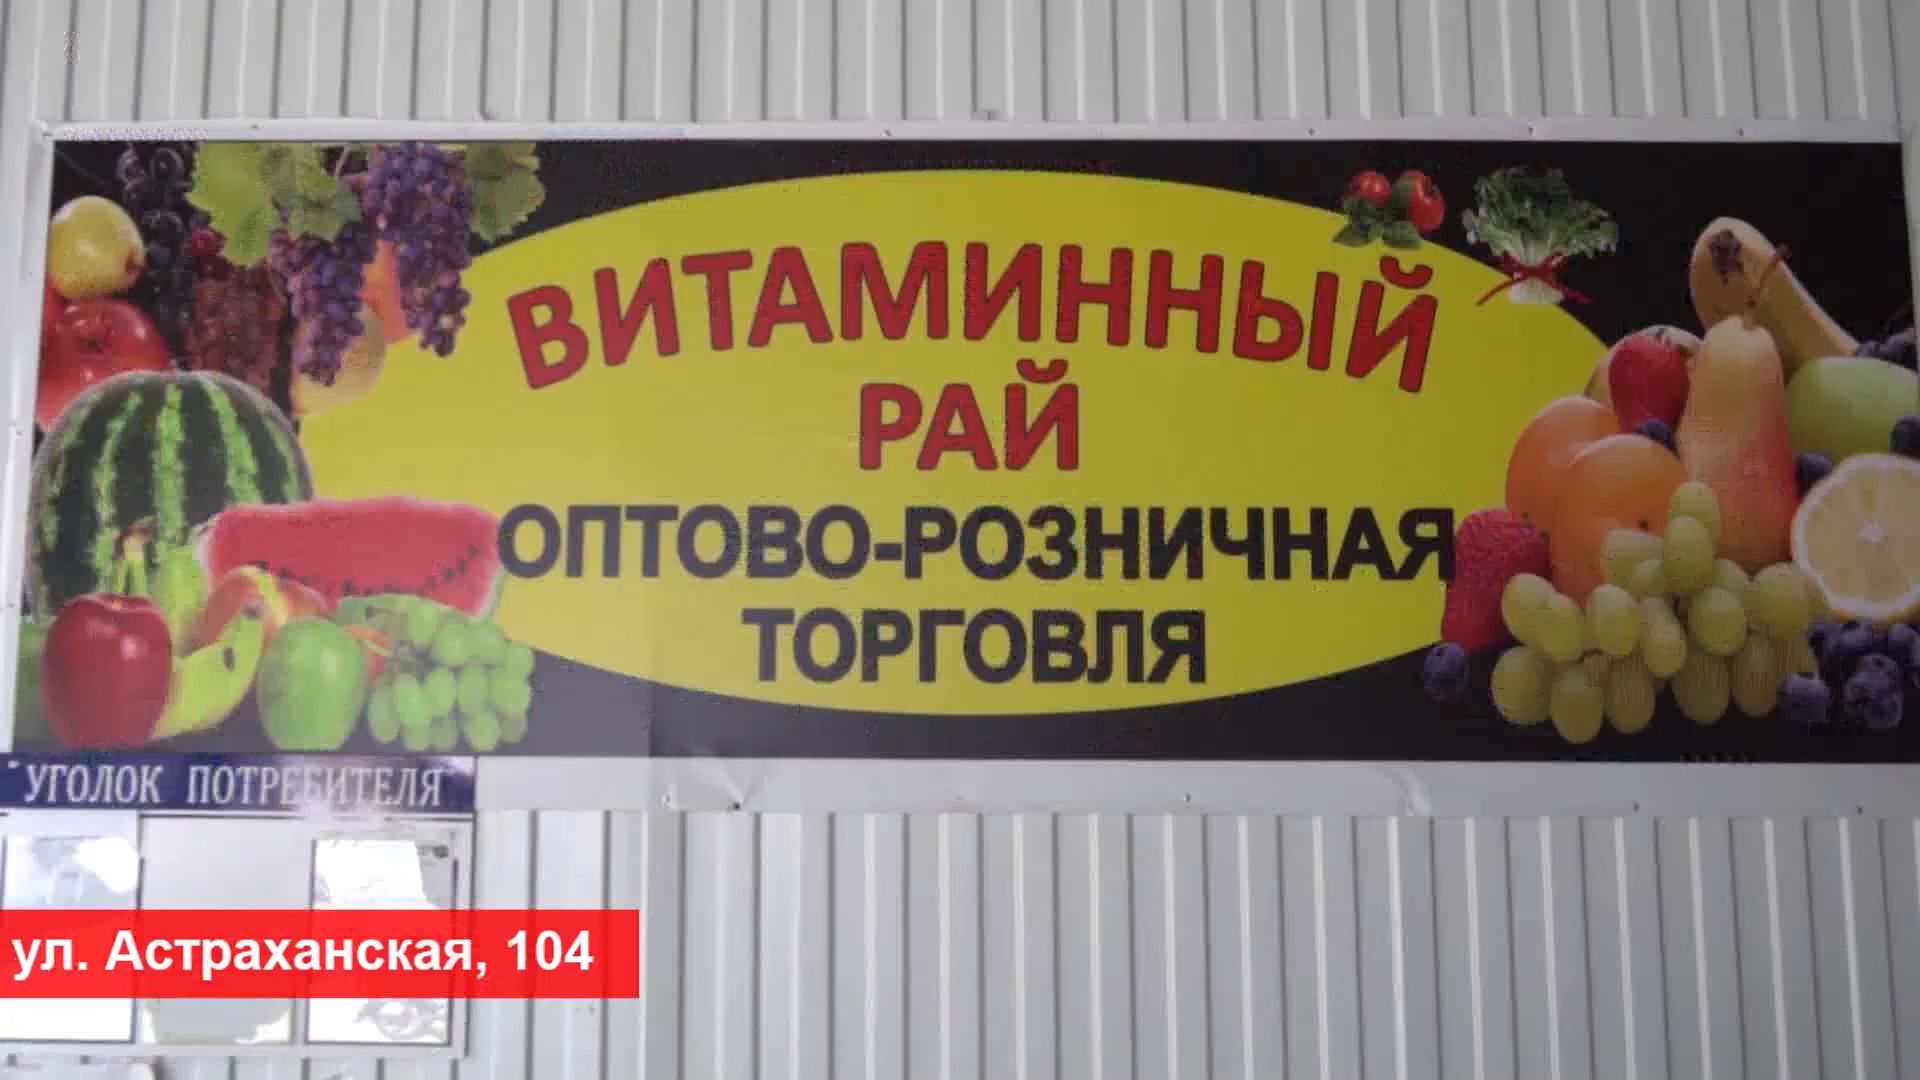 ВИТАМИННЫЙ
РАЙ
ОПТОВО-РОЗНИЧНАЯ
ТОРГОВЛЯ
"УГОЛОК ПОТРЕБИТЕЛЯ"
ул. Астраханская, 104